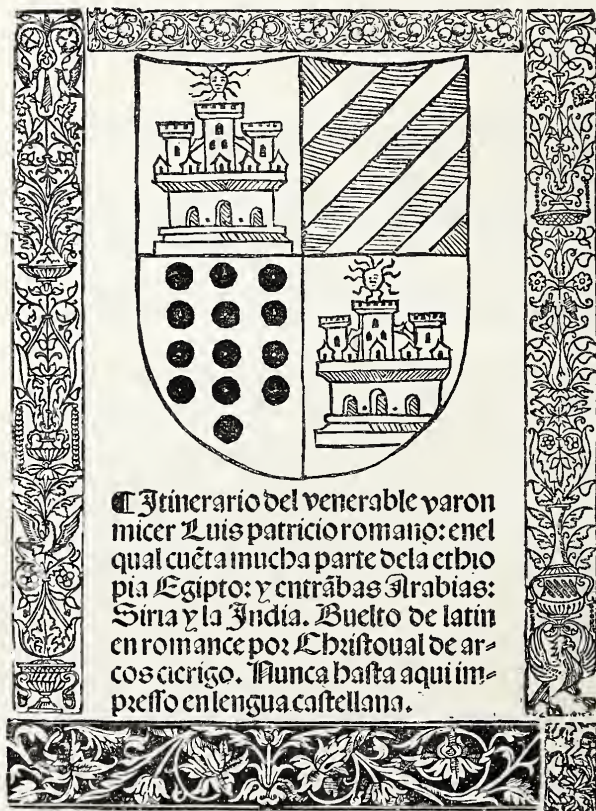 ⸿ Itinerario del venerable varon
micer Luis patricio romano: enel
qual cuẽta mucha parte dela ethio
pia Egipto: y entrãbas Arabias:
Siria y la India. Buelto de latin
en romance por Christoual de ar⸗
cos clerigo. Nunca hasta aqui im⸗
presso en lengua castellana.